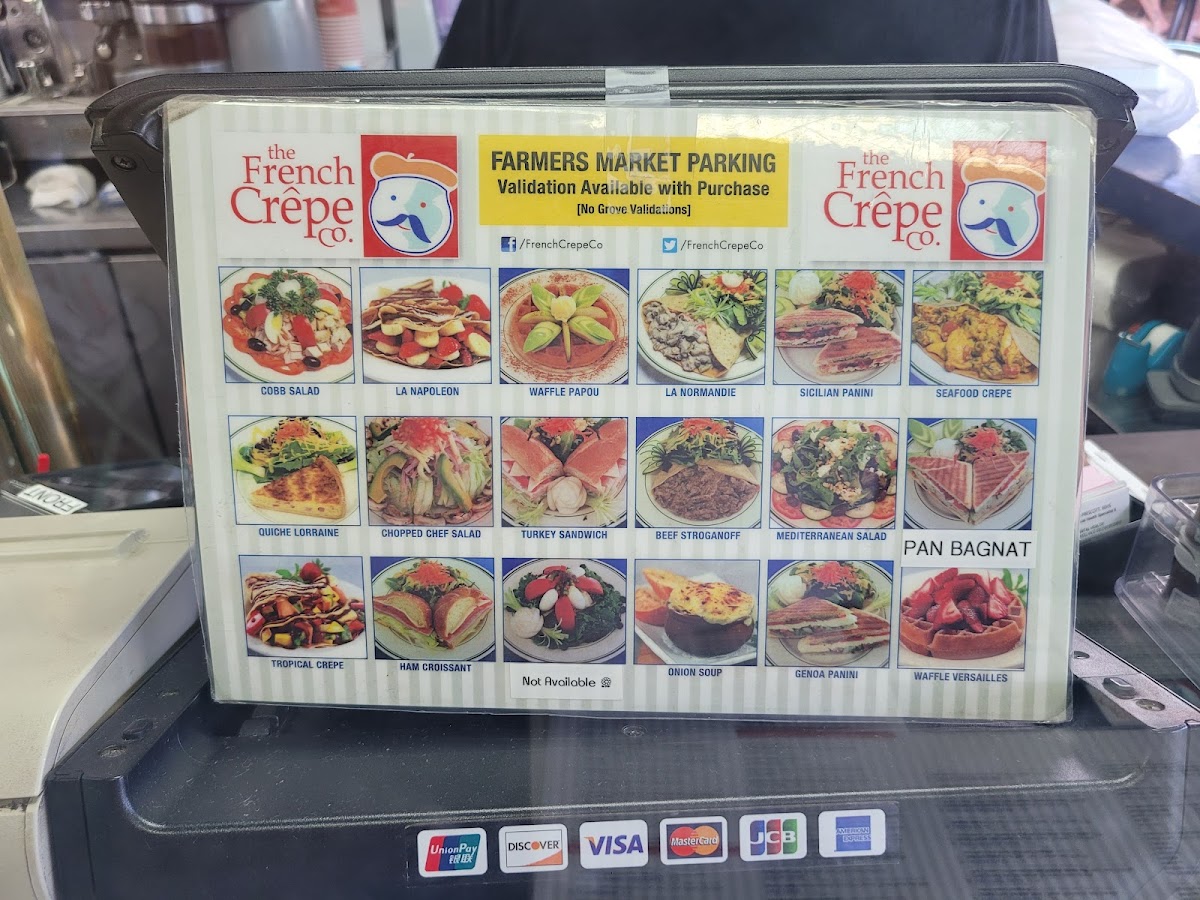 the
French
Crêpe
co.
FARMERS MARKET PARKING
Validation Available with Purchase
[No Grove Validations]
/FrenchCrepeCo
/FrenchCrepeCo
the
French
Crêpe
co.
COBB SALAD
LA NAPOLEON
WAFFLE PAPOU
LA NORMANDIE
SICILIAN PANINI
SEAFOOD CREPE
QUICHE LORRAINE
CHOPPED CHEF SALAD
TURKEY SANDWICH
BEEF STROGANOFF
MEDITERRANEAN SALAD
PAN BAGNAT
TROPICAL CREPE
HAM CROISSANT
Not Available
ONION SOUP
GENOA PANINI
WAFFLE VERSAILLES
FRONT
UnionPay
银联
DISCOVER
VISA
MasterCard
JCB
AMERICAN
EXPRESS